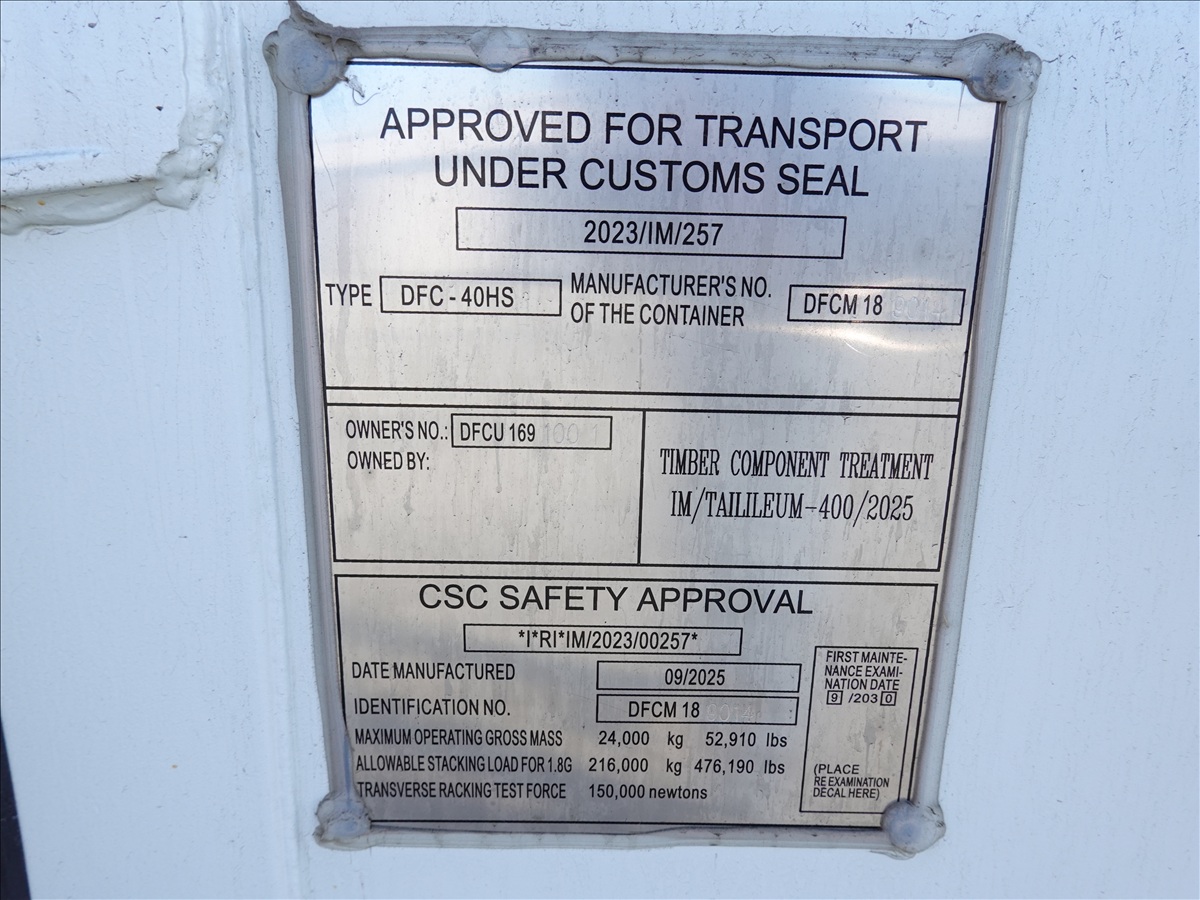 APPROVED FOR TRANSPORT
UNDER CUSTOMS SEAL
2023/IM/257
TYPE DFC - 40HS
MANUFACTURER'S NO.
OF THE CONTAINER
DFCM 18
OWNER'S NO.: DFCU 169
OWNED BY:
TIMBER COMPONENT TREATMENT
IM/TAILILEUM-400/2025
CSC SAFETY APPROVAL
*I*RI*IM/2023/00257*
DATE MANUFACTURED 09/2025
IDENTIFICATION NO. DFCM 18
MAXIMUM OPERATING GROSS MASS 24,000 kg 52,910 lbs
ALLOWABLE STACKING LOAD FOR 1.8G 216,000 kg 476,190 lbs
TRANSVERSE RACKING TEST FORCE 150,000 newtons
FIRST MAINTE-
NANCE EXAMI-
NATION DATE
9 /203 0
(PLACE
RE EXAMINATION
DECAL HERE)